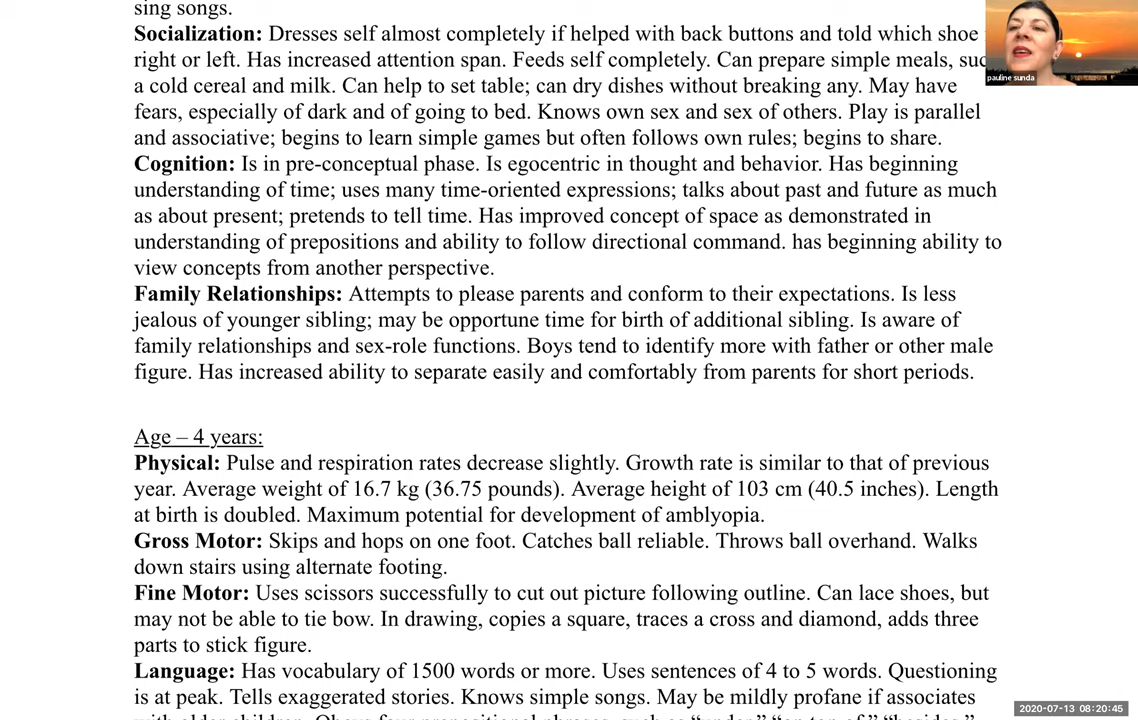 sing songs.
Socialization: Dresses self almost completely if helped with back buttons and told which shoe
right or left. Has increased attention span. Feeds self completely. Can prepare simple meals,
a cold cereal and milk. Can help to set table; can dry dishes without breaking any. May have
fears, especially of dark and of going to bed. Knows own sex and sex of others. Play is parallel
and associative; begins to learn simple games but often follows own rules; begins to share.
Cognition: Is in pre-conceptual phase. Is egocentric in thought and behavior. Has beginning
understanding of time; uses many time-oriented expressions; talks about past and future as much
as about present; pretends to tell time. Has improved concept of space as demonstrated in
understanding of prepositions and ability to follow directional command. has beginning ability to
view concepts from another perspective.
Family Relationships: Attempts to please parents and conform to their expectations. Is less
jealous of younger sibling; may be opportune time for birth of additional sibling. Is aware of
family relationships and sex-role functions. Boys tend to identify more with father or other male
figure. Has increased ability to separate easily and comfortably from parents for short periods.
Age – 4 years:
Physical: Pulse and respiration rates decrease slightly. Growth rate is similar to that of previous
year. Average weight of 16.7 kg (36.75 pounds). Average height of 103 cm (40.5 inches). Length
at birth is doubled. Maximum potential for development of amblyopia.
Gross Motor: Skips and hops on one foot. Catches ball reliable. Throws ball overhand. Walks
down stairs using alternate footing.
Fine Motor: Uses scissors successfully to cut out picture following outline. Can lace shoes, but
may not be able to tie bow. In drawing, copies a square, traces a cross and diamond, adds three
parts to stick figure.
Language: Has vocabulary of 1500 words or more. Uses sentences of 4 to 5 words. Questioning
is at peak. Tells exaggerated stories. Knows simple songs. May be mildly profane if associates
with older children. Obeys four prepositional phrases, such as “under,” “on top of,” “beside,”
pauline sunda
2020-07-13 08:20:45